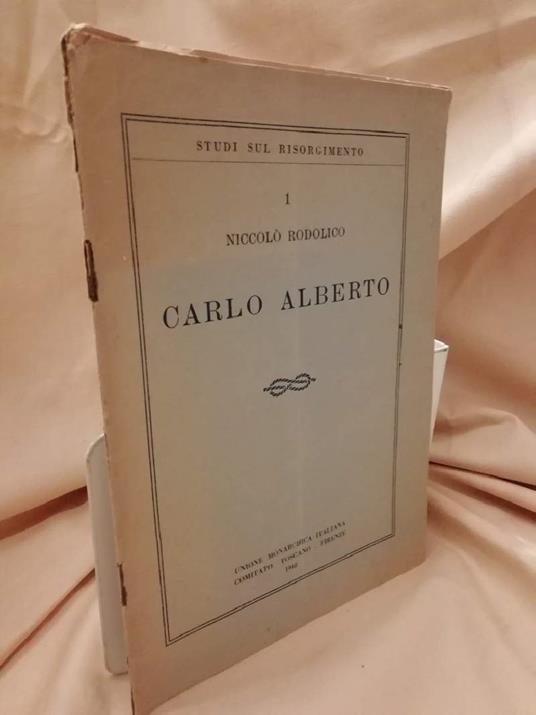 STUDI SUL RISORGIMENTO
1
NICCOLÒ RODOLICO
CARLO ALBERTO
UNIONE MONARCHICA ITALIANA
COMITATO TOSCANO - FIRENZE